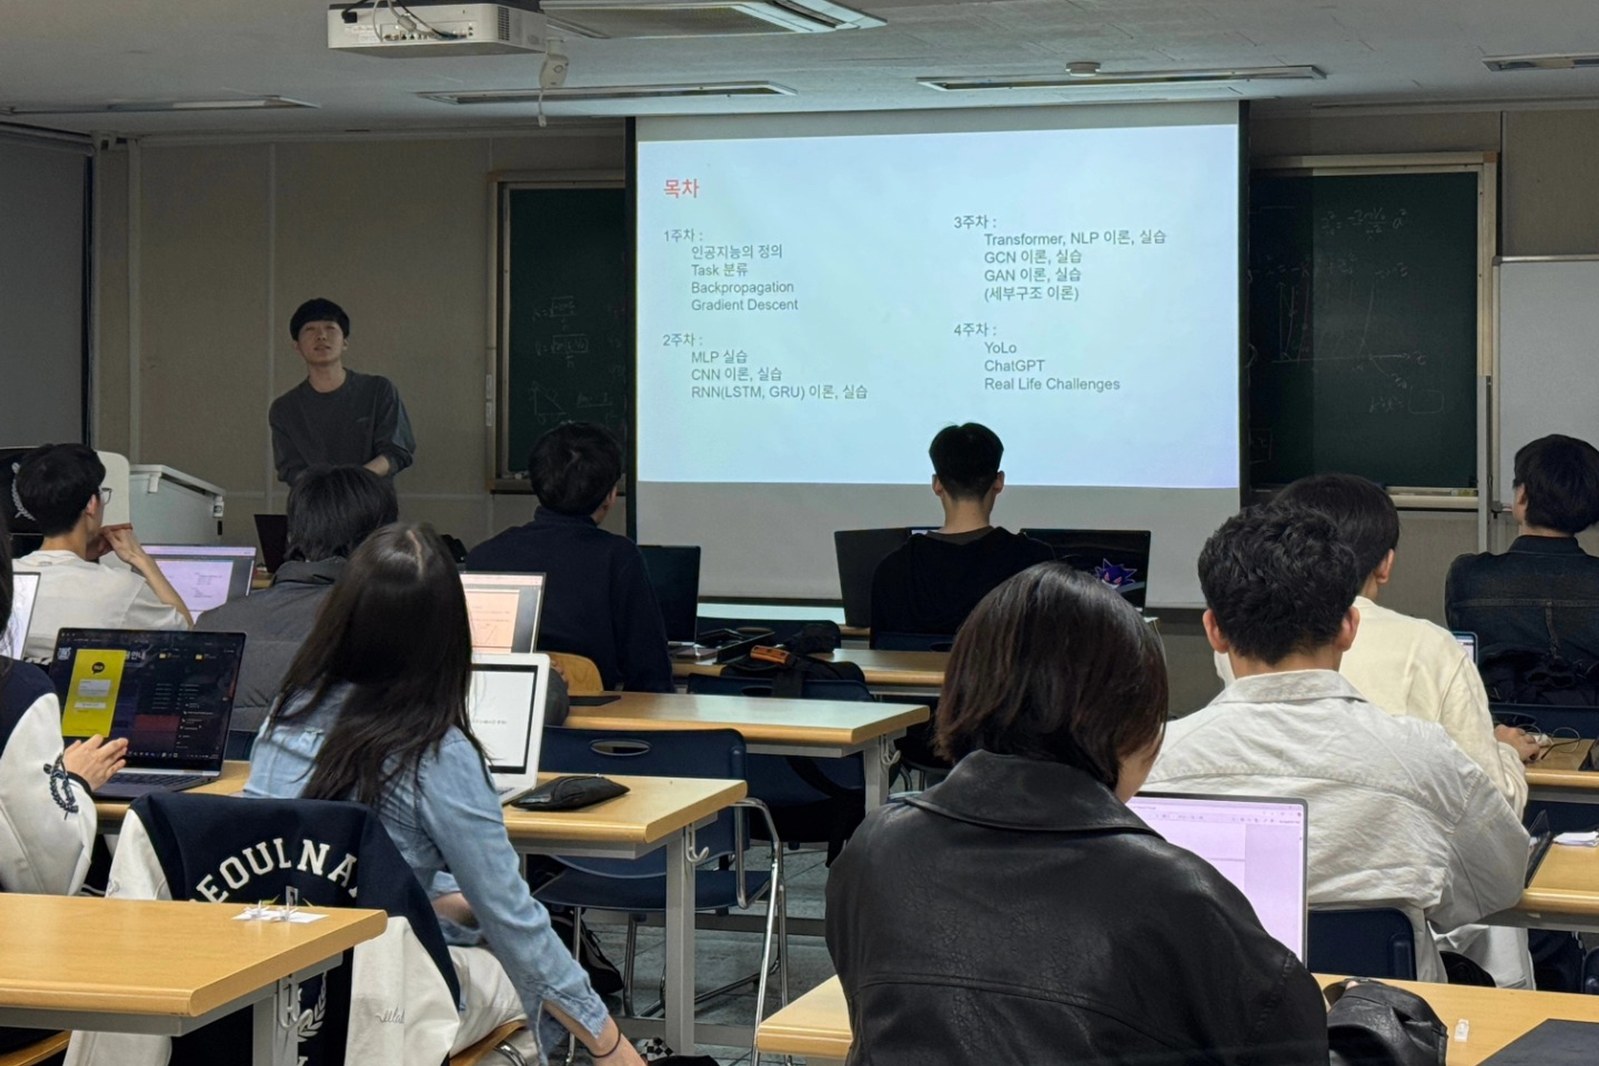 목차
1주차 :
인공지능의 정의
Task 분류
Backpropagation
Gradient Descent
2주차 :
MLP 실습
CNN 이론, 실습
RNN(LSTM, GRU) 이론, 실습
3주차 :
Transformer, NLP 이론, 실습
GCN 이론, 실습
GAN 이론, 실습
(세부구조 이론)
4주차 :
YoLo
ChatGPT
Real Life Challenges
EOUL NA